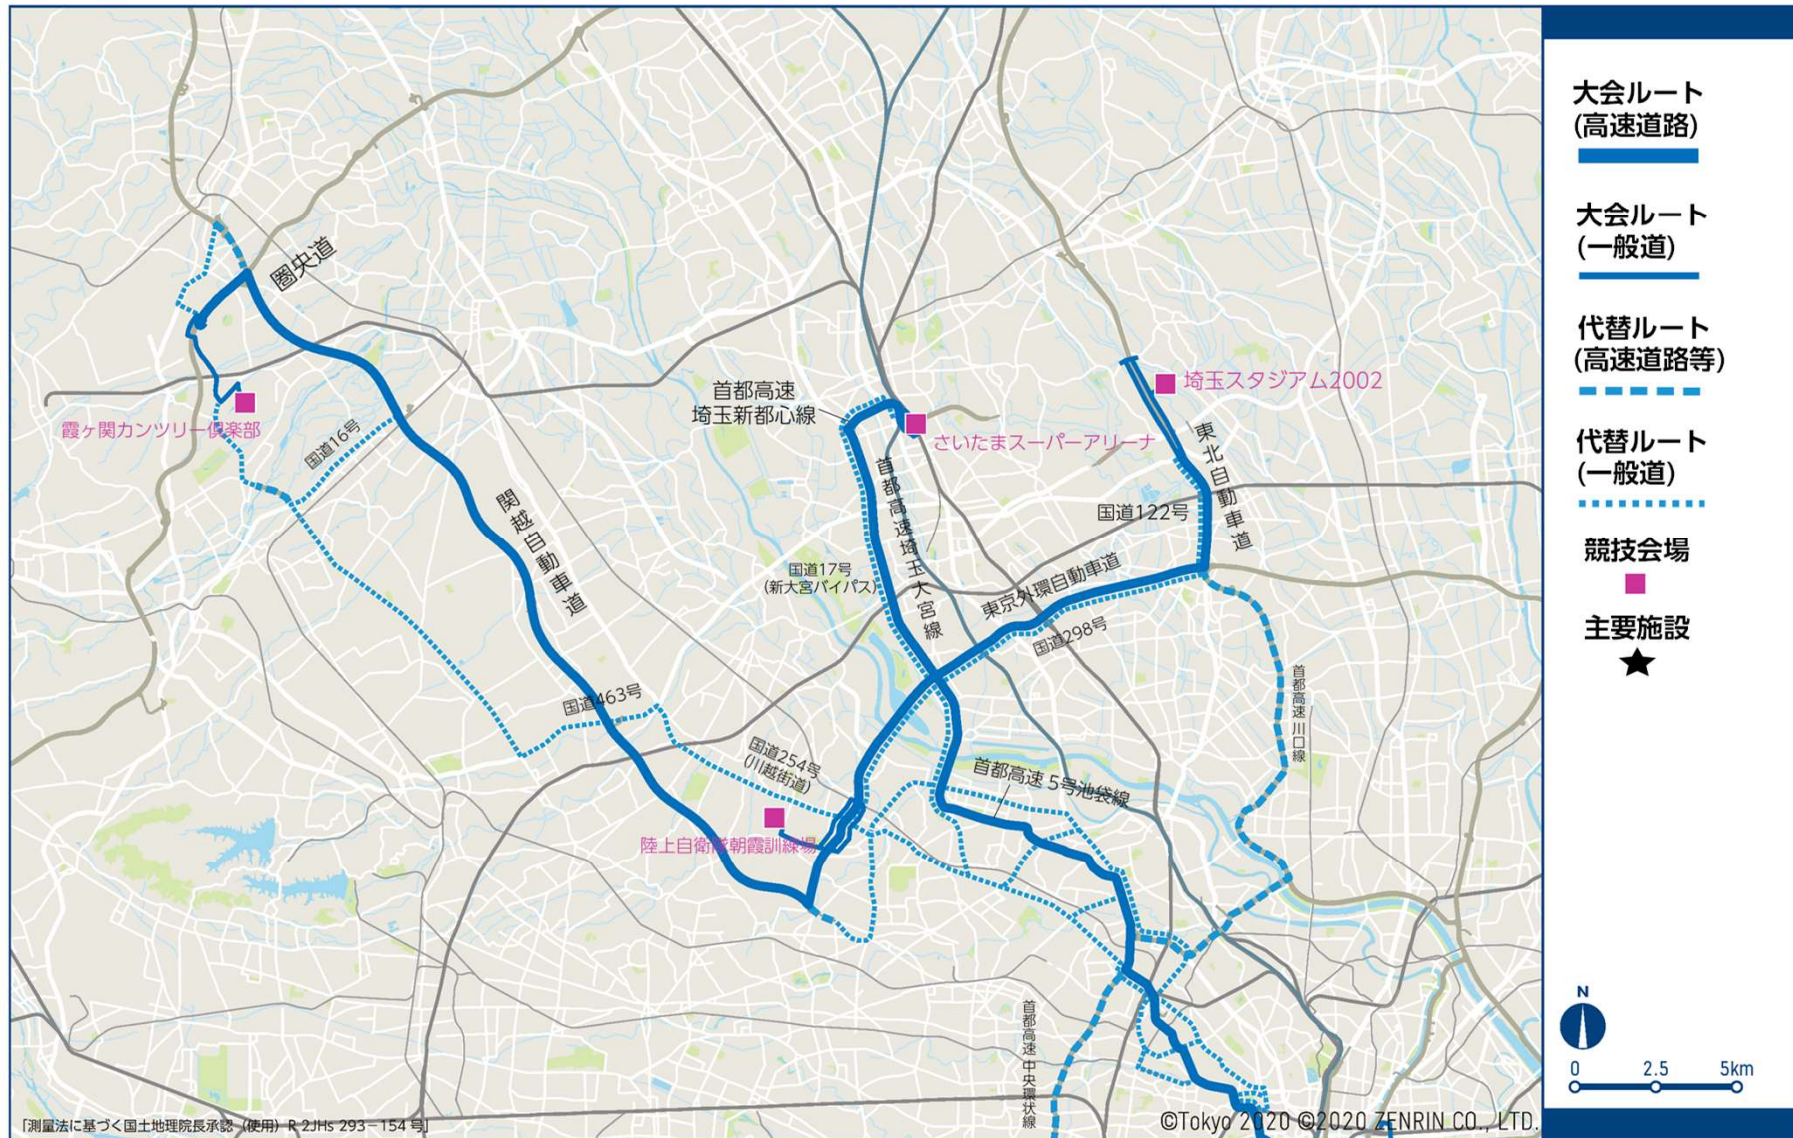 圏央道
霞ヶ関カンツリー倶楽部
国道16号
関越自動車道
首都高速
埼玉新都心線
さいたまスーパーアリーナ
埼玉スタジアム2002
首都高速埼玉大宮線
東北自動車道
国道122号
国道17号
(新大宮バイパス)
東京外環自動車道
国道298号
国道463号
国道254号
(川越街道)
首都高速 川口線
首都高速 5号池袋線
陸上自衛隊朝霞訓練場
首都高速 中央環状線
「測量法に基づく国土地理院長承認 (使用) R 2JHs 293－154号」
©Tokyo 2020 ©2020 ZENRIN CO., LTD.
大会ルート
(高速道路)
大会ルート
(一般道)
代替ルート
(高速道路等)
代替ルート
(一般道)
競技会場
主要施設
N
0 2.5 5km